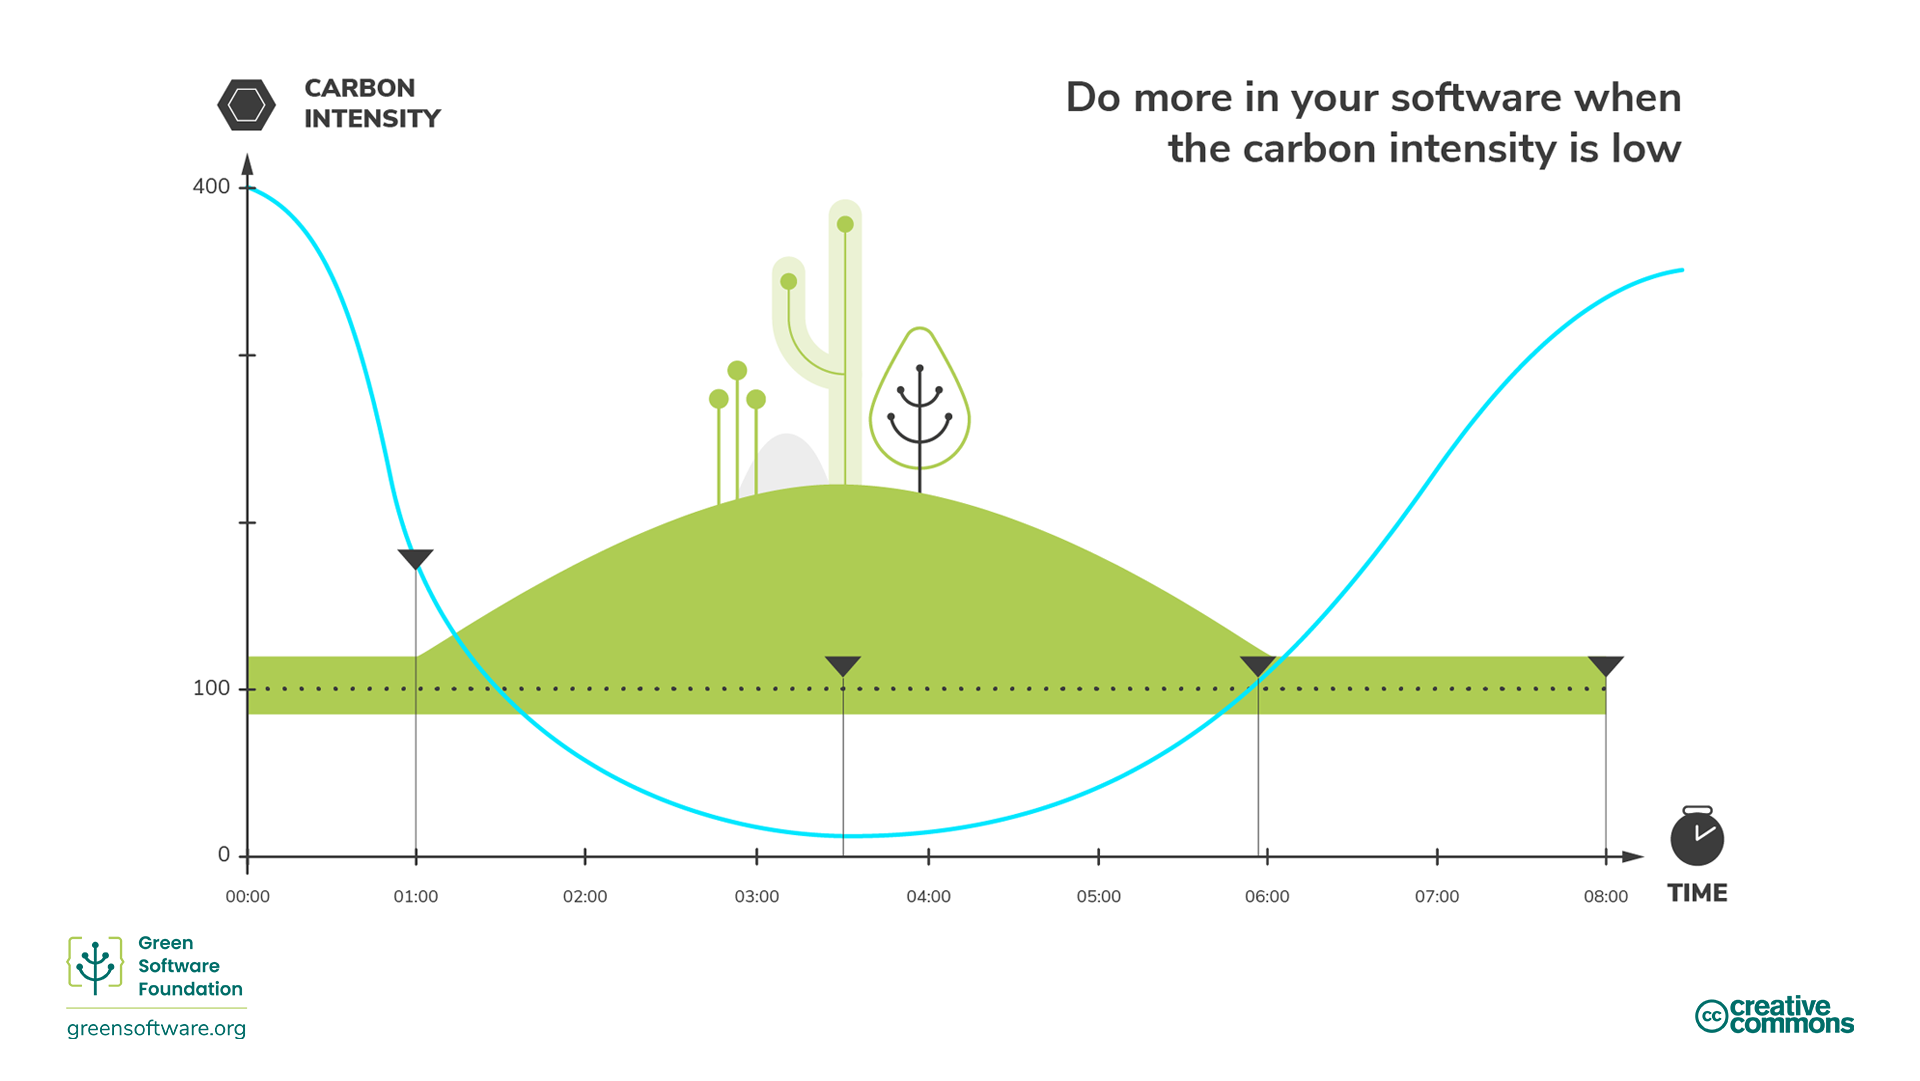 CARBON
INTENSITY
Do more in your software when
the carbon intensity is low
400
100
0
00:00
01:00
02:00
03:00
04:00
05:00
06:00
07:00
08:00
TIME
Green
Software
Foundation
greensoftware.org
cc
creative
commons